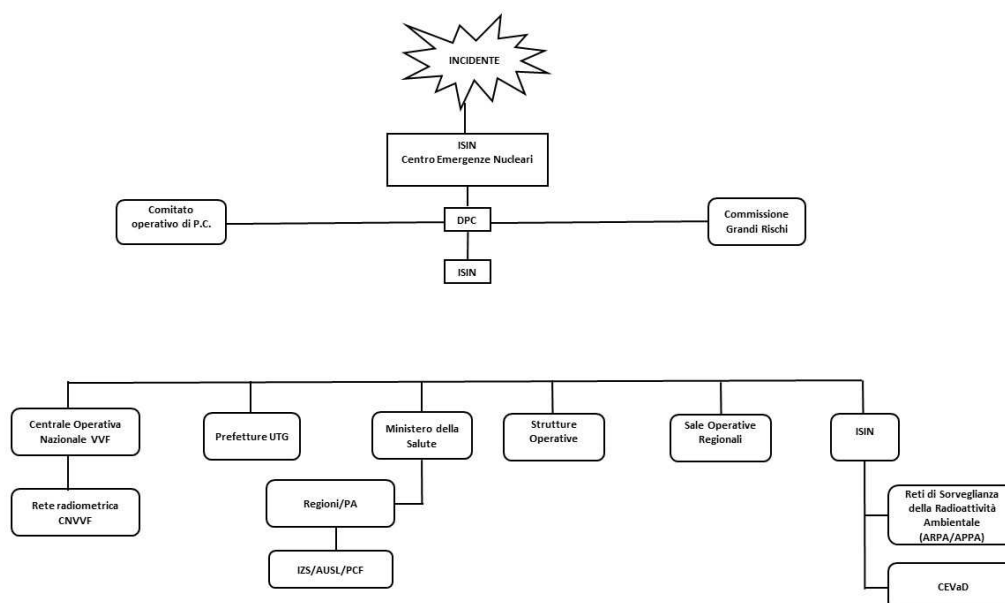 INCIDENTE
ISIN
Centro Emergenze Nucleari
Comitato
operativo di P.C.
DPC
Commissione
Grandi Rischi
ISIN
Centrale Operativa
Nazionale VVF
Prefetture UTG
Ministero della
Salute
Strutture
Operative
Sale Operative
Regionali
ISIN
Rete radiometrica
CNVVF
Regioni/PA
Reti di Sorveglianza
della Radioattività
Ambientale
(ARPA/APPA)
IZS/AUSL/PCF
CEVaD